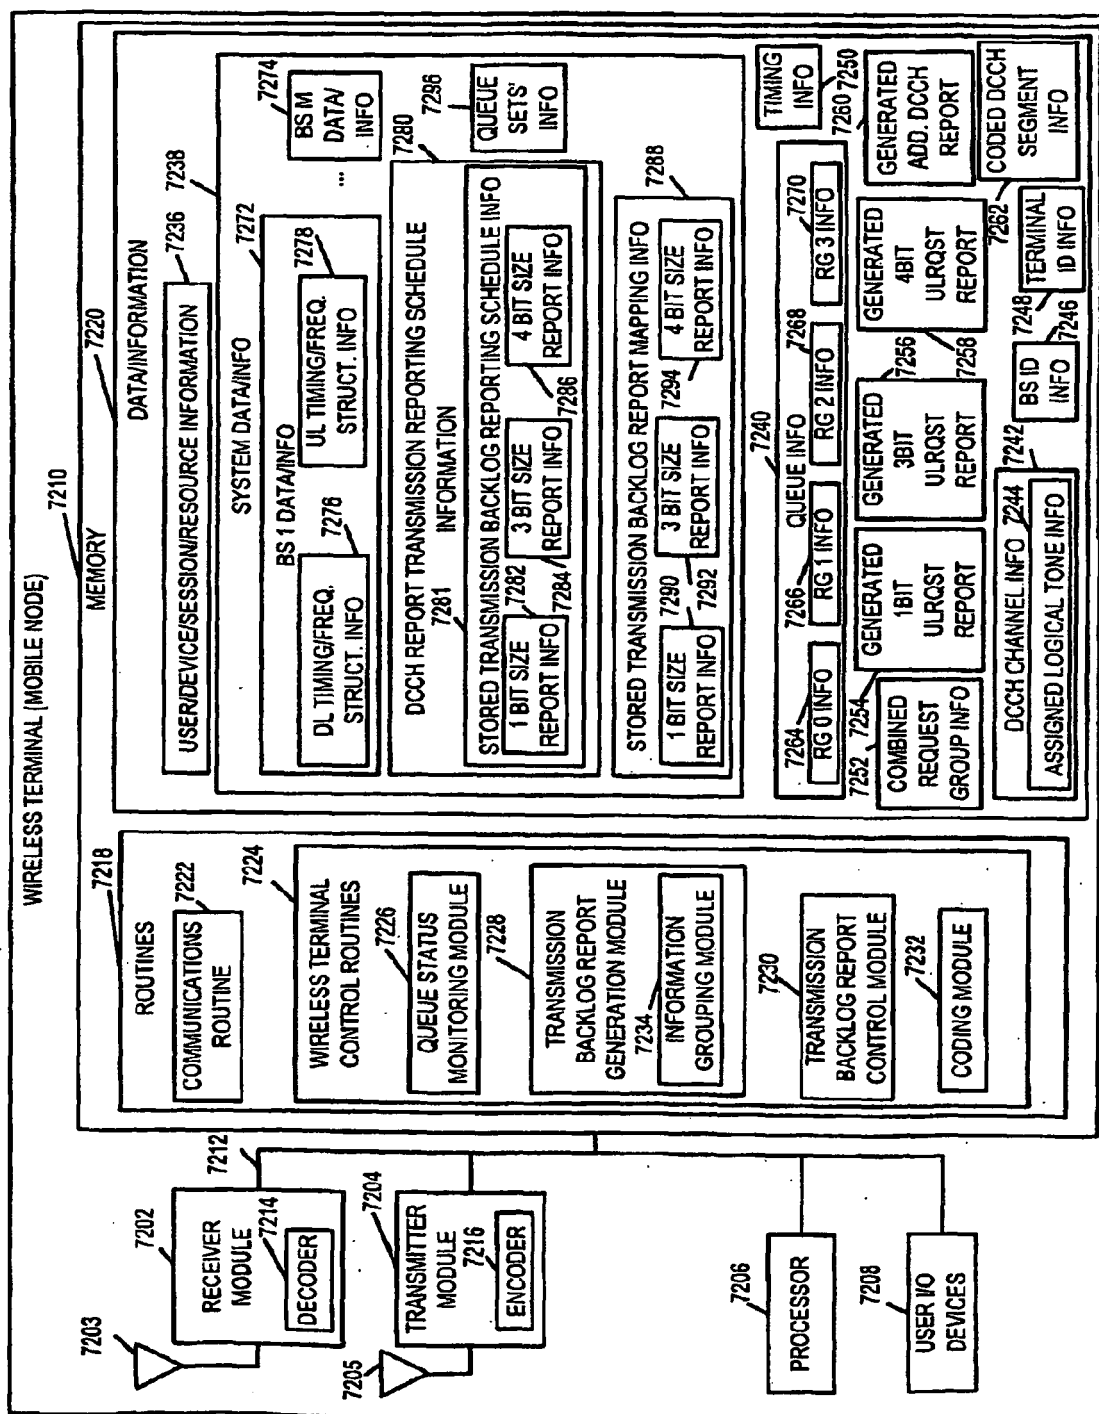 WIRELESS TERMINAL (MOBILE NODE)
7203
7202
RECEIVER
MODULE
7214
DECODER
7212
7205
7204
TRANSMITTER
MODULE
7216
ENCODER
7206
PROCESSOR
7208
USER I/O
DEVICES
7210
MEMORY
7218
ROUTINES
7222
COMMUNICATIONS
ROUTINE
7224
WIRELESS TERMINAL
CONTROL ROUTINES
7226
QUEUE STATUS
MONITORING MODULE
7228
TRANSMISSION
BACKLOG REPORT
GENERATION MODULE
7234
INFORMATION
GROUPING MODULE
7230
TRANSMISSION
BACKLOG REPORT
CONTROL MODULE
7232
CODING MODULE
7220
DATA/INFORMATION
7236
USER/DEVICE/SESSION/RESOURCE INFORMATION
7238
SYSTEM DATA/INFO
7272
BS 1 DATA/INFO
7276
DL TIMING/FREQ.
STRUCT. INFO
7278
UL TIMING/FREQ.
STRUCT. INFO
...
7274
BS M
DATA/
INFO
7280
DCCH REPORT TRANSMISSION REPORTING SCHEDULE
INFORMATION
7281
STORED TRANSMISSION BACKLOG REPORTING SCHEDULE INFO
7282
1 BIT SIZE
REPORT INFO
7284
3 BIT SIZE
REPORT INFO
7286
4 BIT SIZE
REPORT INFO
7296
QUEUE
SETS'
INFO
7288
STORED TRANSMISSION BACKLOG REPORT MAPPING INFO
7290
1 BIT SIZE
REPORT INFO
7292
3 BIT SIZE
REPORT INFO
7294
4 BIT SIZE
REPORT INFO
7240
QUEUE INFO
7264
RG 0 INFO
7266
RG 1 INFO
7268
RG 2 INFO
7270
RG 3 INFO
TIMING
INFO
7250
7252
COMBINED
REQUEST
GROUP INFO
7254
GENERATED
1BIT
ULRQST
REPORT
7256
GENERATED
3BIT
ULRQST
REPORT
7258
GENERATED
4BIT
ULRQST
REPORT
7260
GENERATED
ADD. DCCH
REPORT
7242
DCCH CHANNEL INFO
7244
ASSIGNED LOGICAL TONE INFO
7246
BS ID
INFO
7248
TERMINAL
ID INFO
7262
CODED DCCH
SEGMENT
INFO